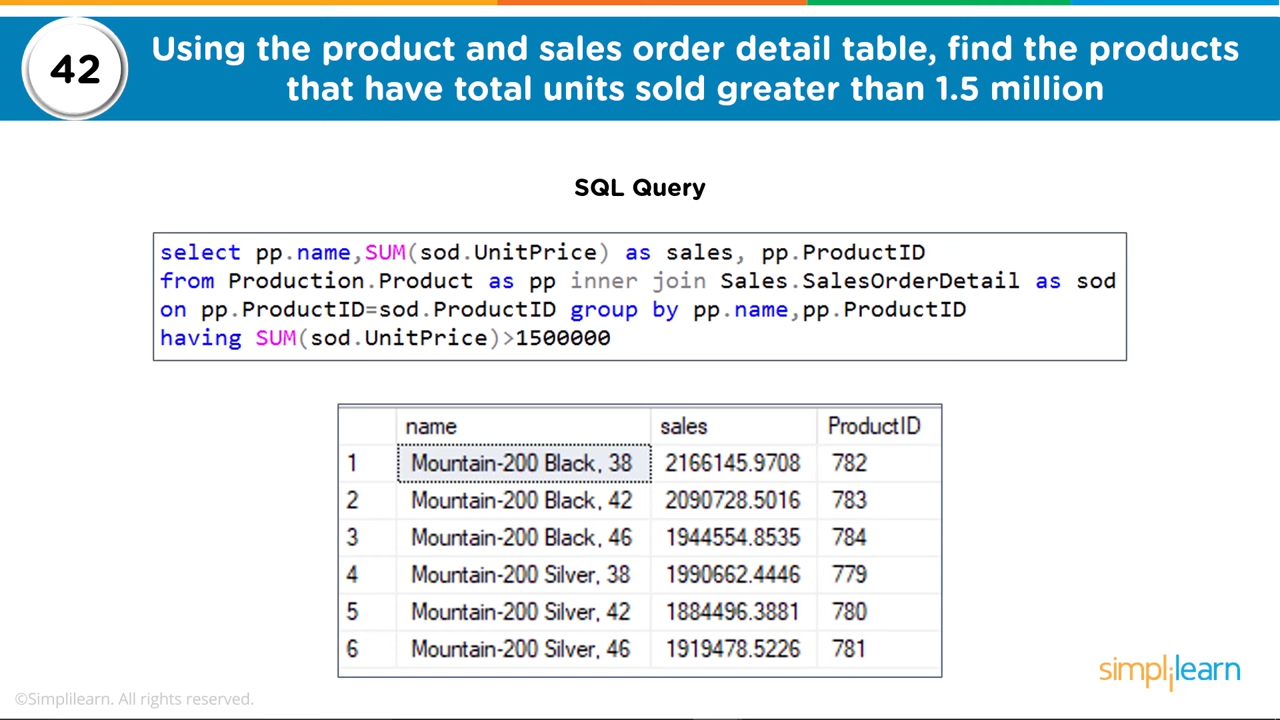 42
Using the product and sales order detail table, find the products
that have total units sold greater than 1.5 million
SQL Query
select pp.name,SUM(sod.UnitPrice) as sales, pp.ProductID
from Production.Product as pp inner join Sales.SalesOrderDetail as sod
on pp.ProductID=sod.ProductID group by pp.name,pp.ProductID
having SUM(sod.UnitPrice)>1500000
name sales ProductID
1 Mountain-200 Black, 38 2166145.9708 782
2 Mountain-200 Black, 42 2090728.5016 783
3 Mountain-200 Black, 46 1944554.8535 784
4 Mountain-200 Silver, 38 1990662.4446 779
5 Mountain-200 Silver, 42 1884496.3881 780
6 Mountain-200 Silver, 46 1919478.5226 781
simplilearn
©Simplilearn. All rights reserved.